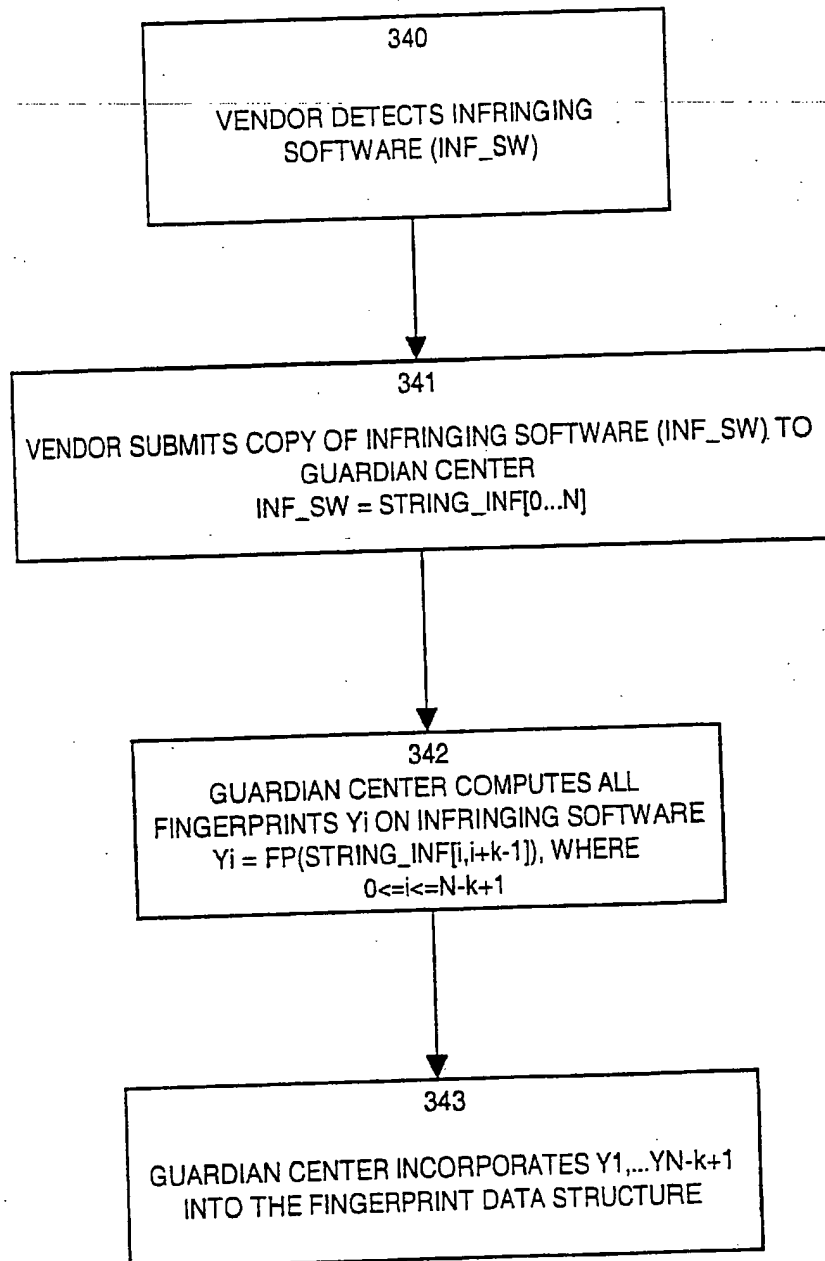 340
VENDOR DETECTS INFRINGING
SOFTWARE (INF_SW)
341
VENDOR SUBMITS COPY OF INFRINGING SOFTWARE (INF_SW) TO
GUARDIAN CENTER
INF_SW = STRING_INF[0...N]
342
GUARDIAN CENTER COMPUTES ALL
FINGERPRINTS Yi ON INFRINGING SOFTWARE
Yi = FP(STRING_INF[i,i+k-1]), WHERE
0<=i<=N-k+1
343
GUARDIAN CENTER INCORPORATES Y1,...YN-k+1
INTO THE FINGERPRINT DATA STRUCTURE